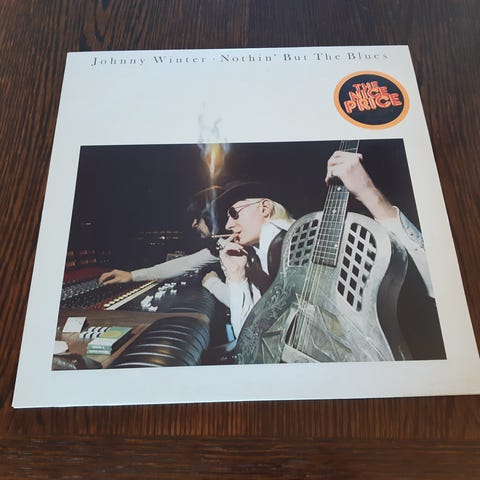 Johnny Winter · Nothin' But The Blues
THE
NICE
PRICE